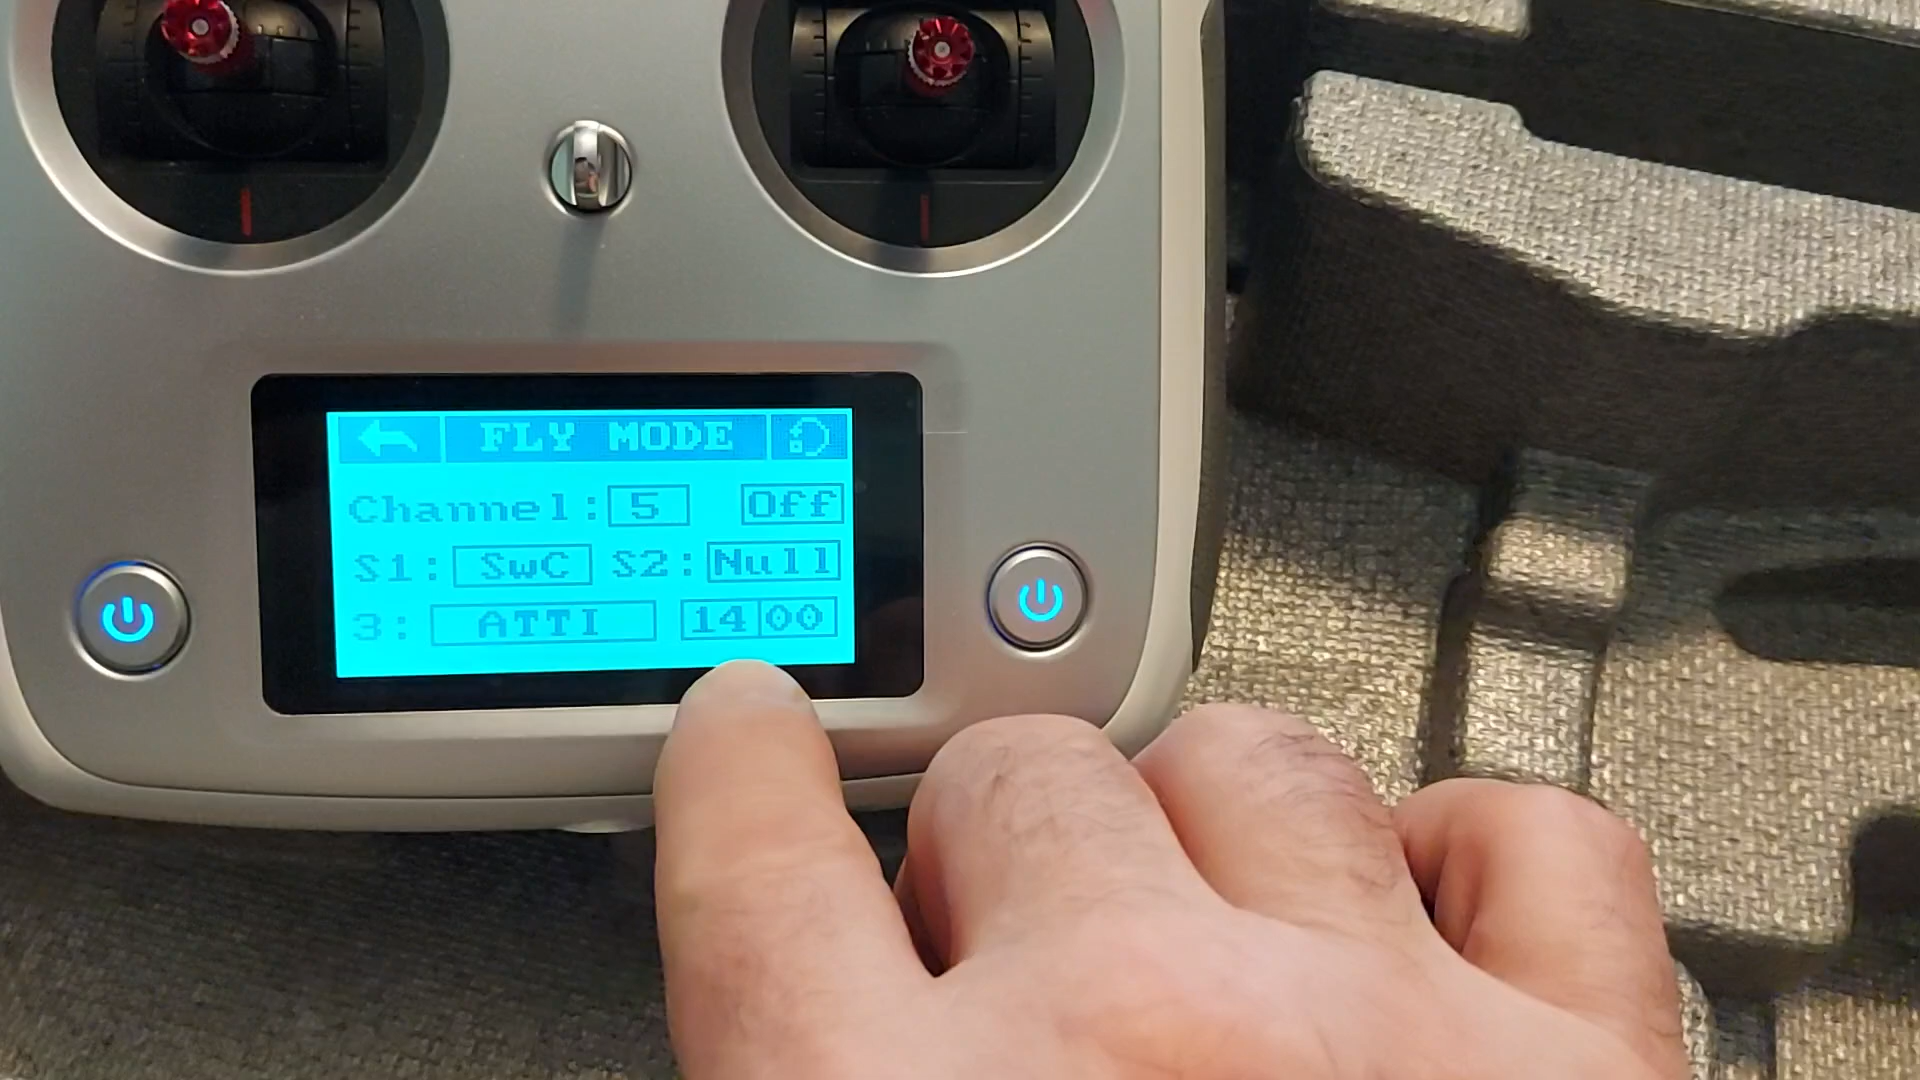 FLY MODE
Channel: 5 Off
S1: SwC S2: Null
3: ATTI 14 00